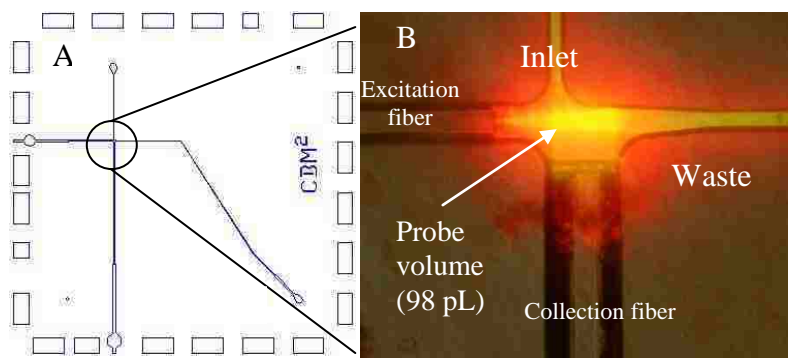 A
CBM²
B
Inlet
Excitation
fiber
Waste
Probe
volume
(98 pL)
Collection fiber